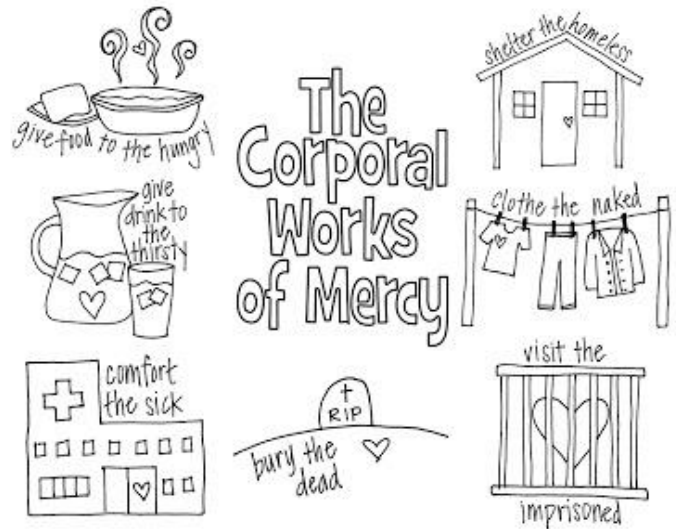 give food to the hungry
The
Corporal
Works
of Mercy
shelter the homeless
give
drink to
the
thirsty
clothe the naked
comfort
the sick
RIP
bury the
dead
visit the
imprisoned